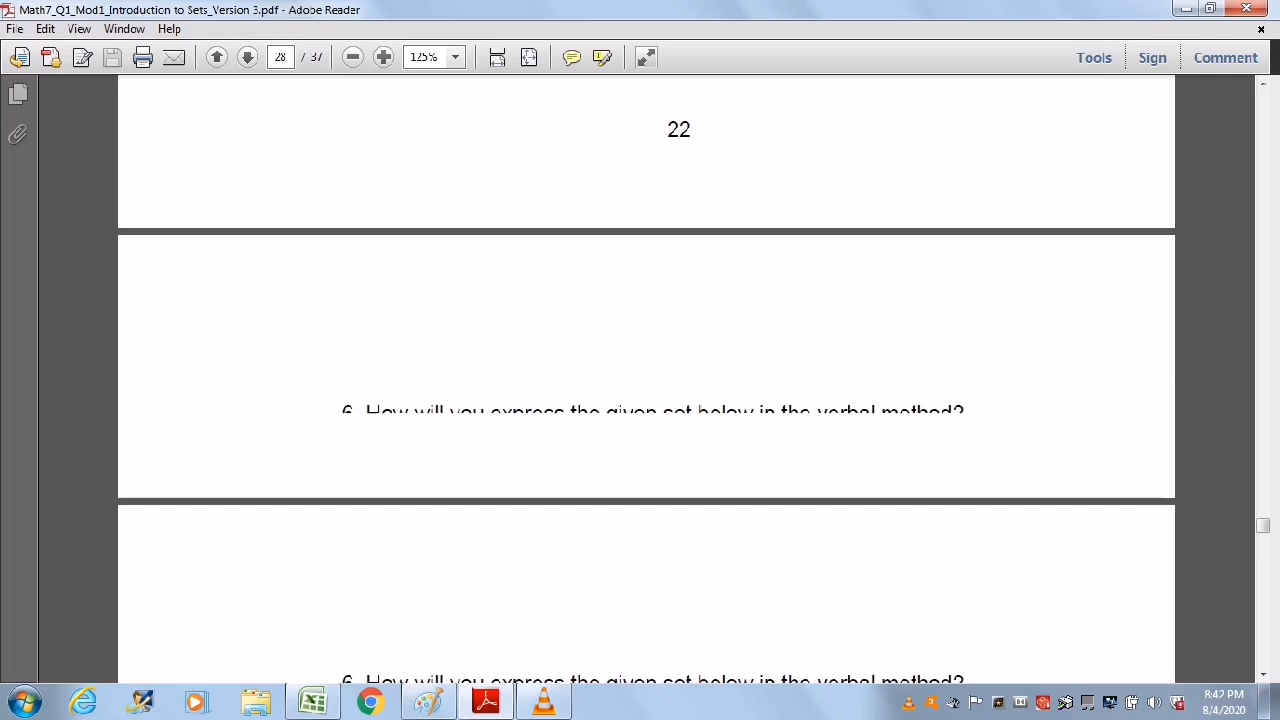 Math7_Q1_Mod1_Introduction to Sets_Version 3.pdf - Adobe Reader
File Edit View Window Help
28 / 37 125% Tools Sign Comment
22
6. How will you express the given set below in the verbal method?
6. How will you express the given set below in the verbal method?
8:42 PM
8/4/2020